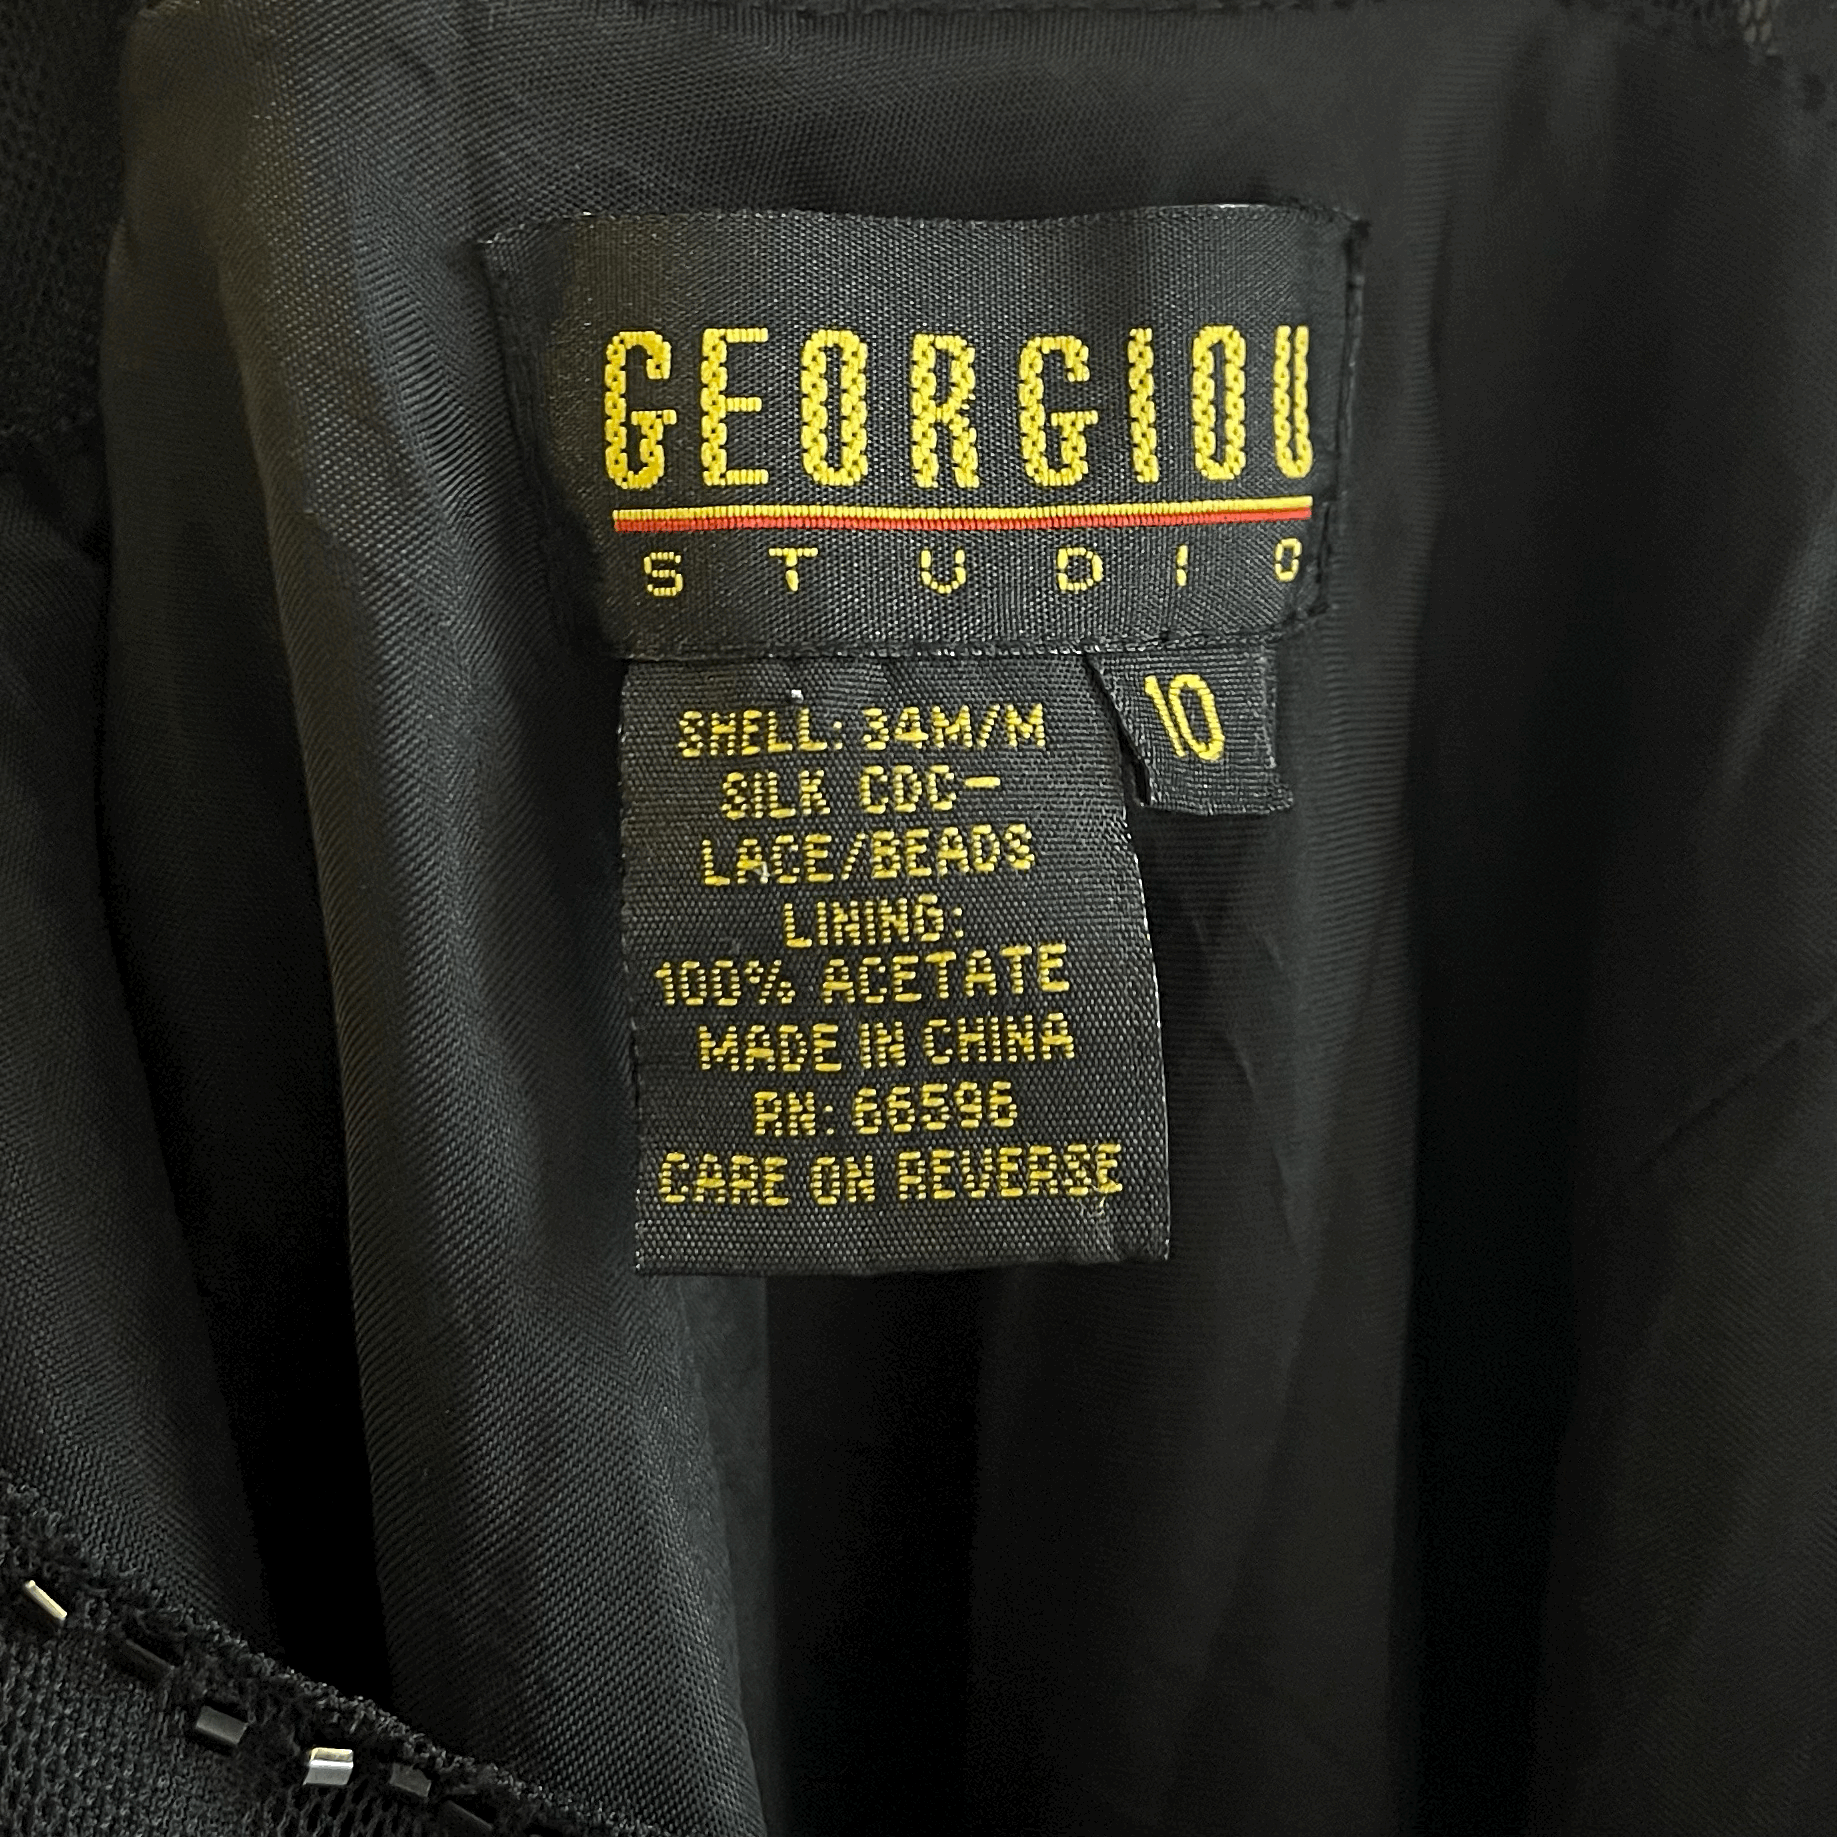 GEORGIOU
STUDIO
10
SHELL: 34M/M
SILK CDC-
LACE/BEADS
LINING:
100% ACETATE
MADE IN CHINA
RN: 66596
CARE ON REVERSE